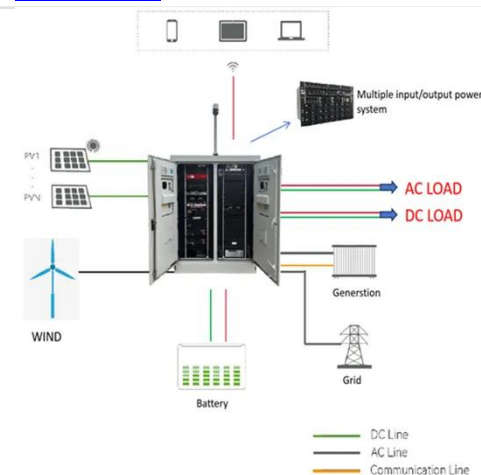 Multiple input/output power
system
PV1
PVN
AC LOAD
DC LOAD
WIND
Generstion
Grid
Battery
DC Line
AC Line
Communication Line